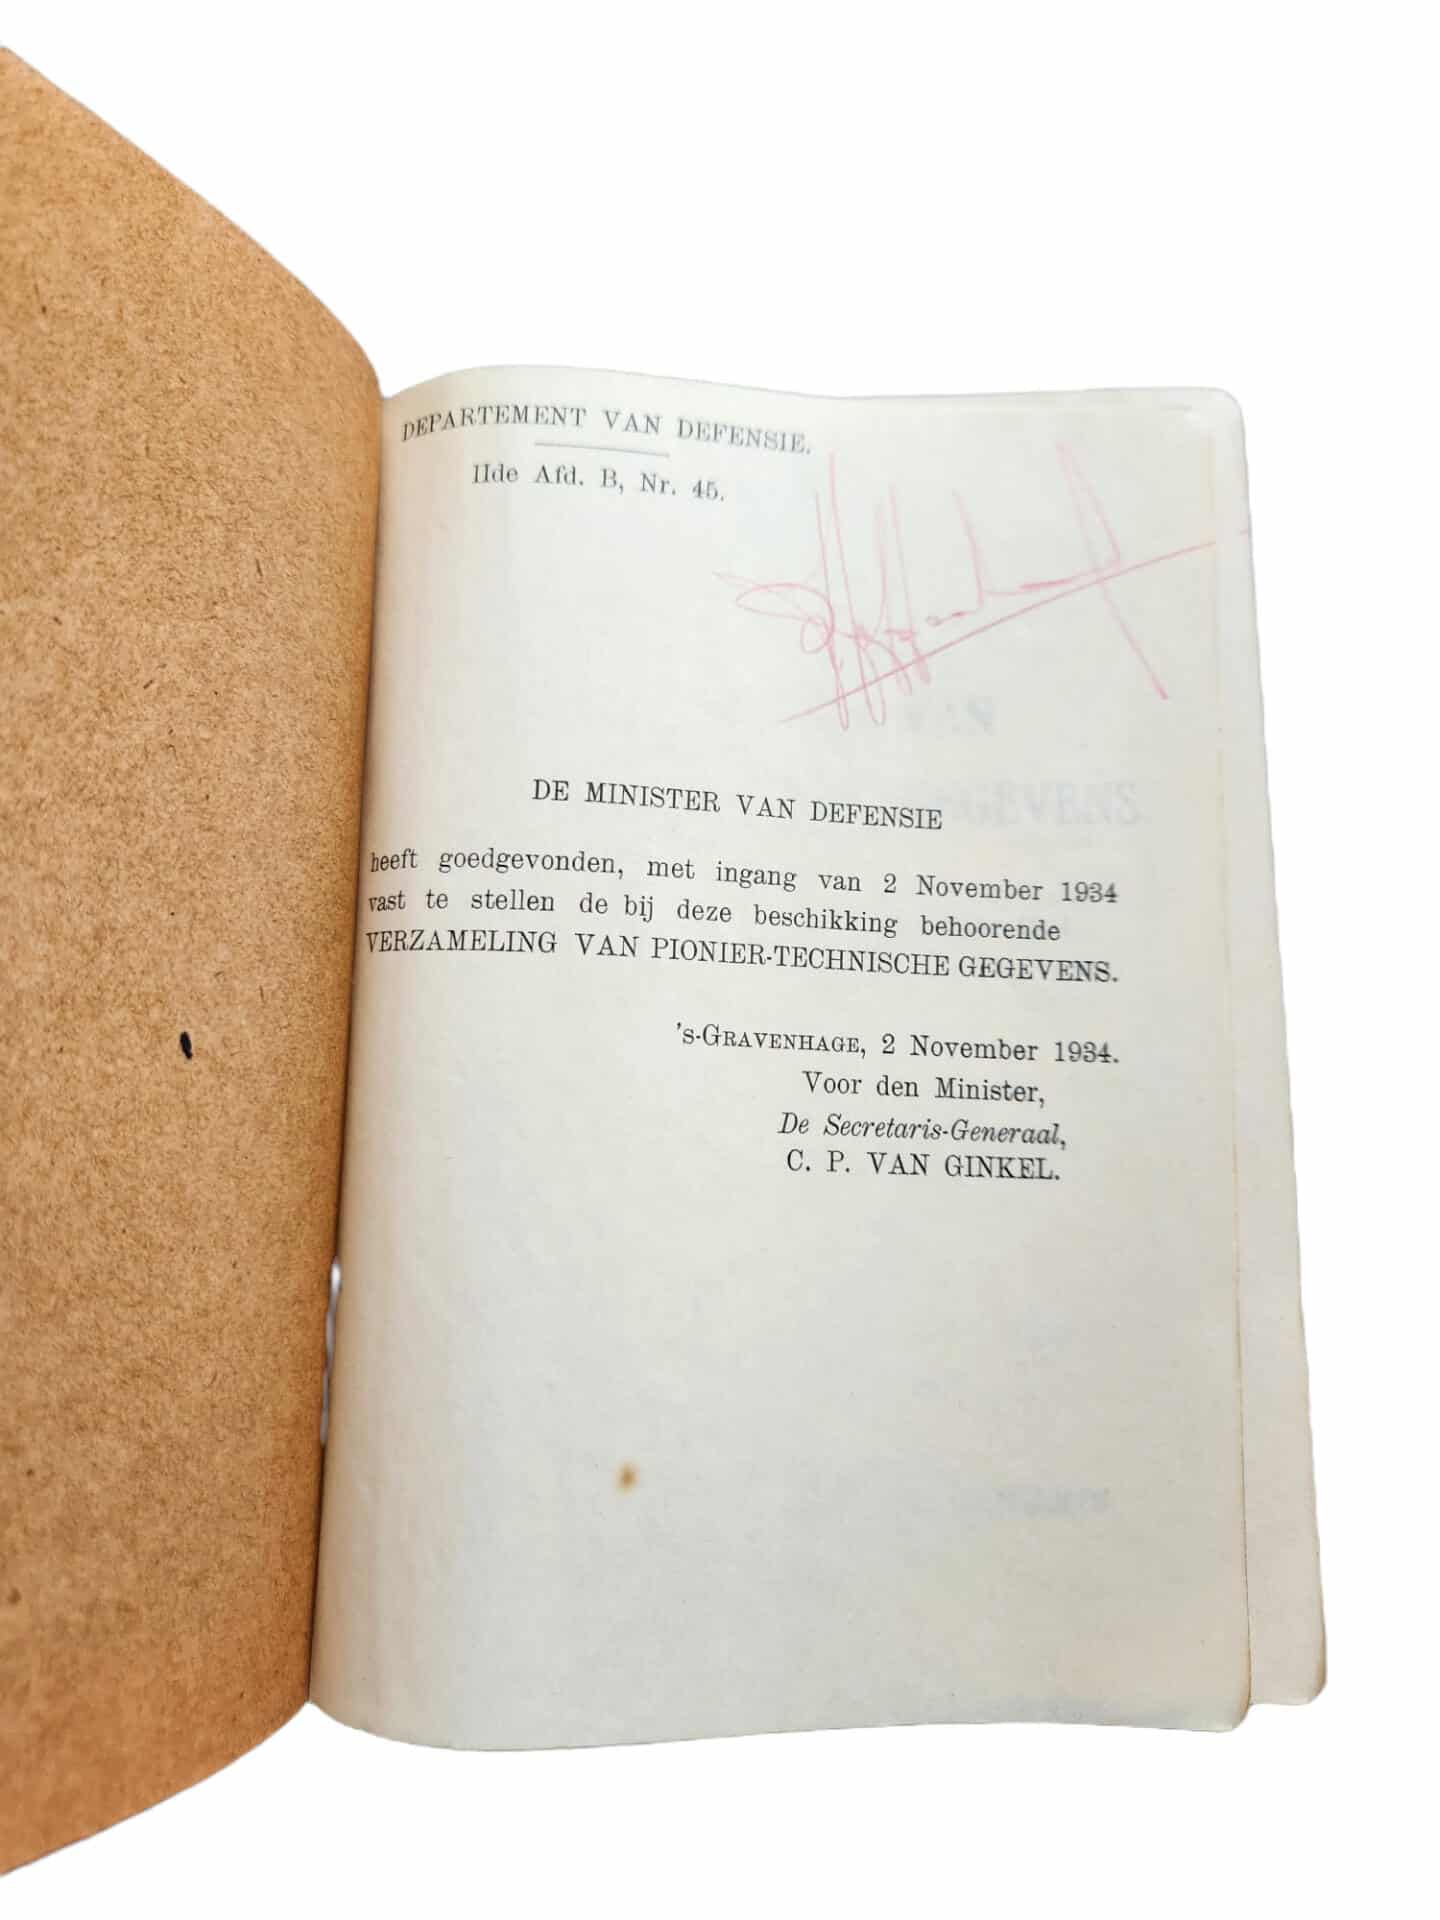 DEPARTEMENT VAN DEFENSIE.
IIde Afd. B, Nr. 45.
VAN
GEVENS
DE MINISTER VAN DEFENSIE
heeft goedgevonden, met ingang van 2 November 1934
vast te stellen de bij deze beschikking behoorende
VERZAMELING VAN PIONIER-TECHNISCHE GEGEVENS.
's-GRAVENHAGE, 2 November 1934.
Voor den Minister,
De Secretaris-Generaal,
C. P. VAN GINKEL.